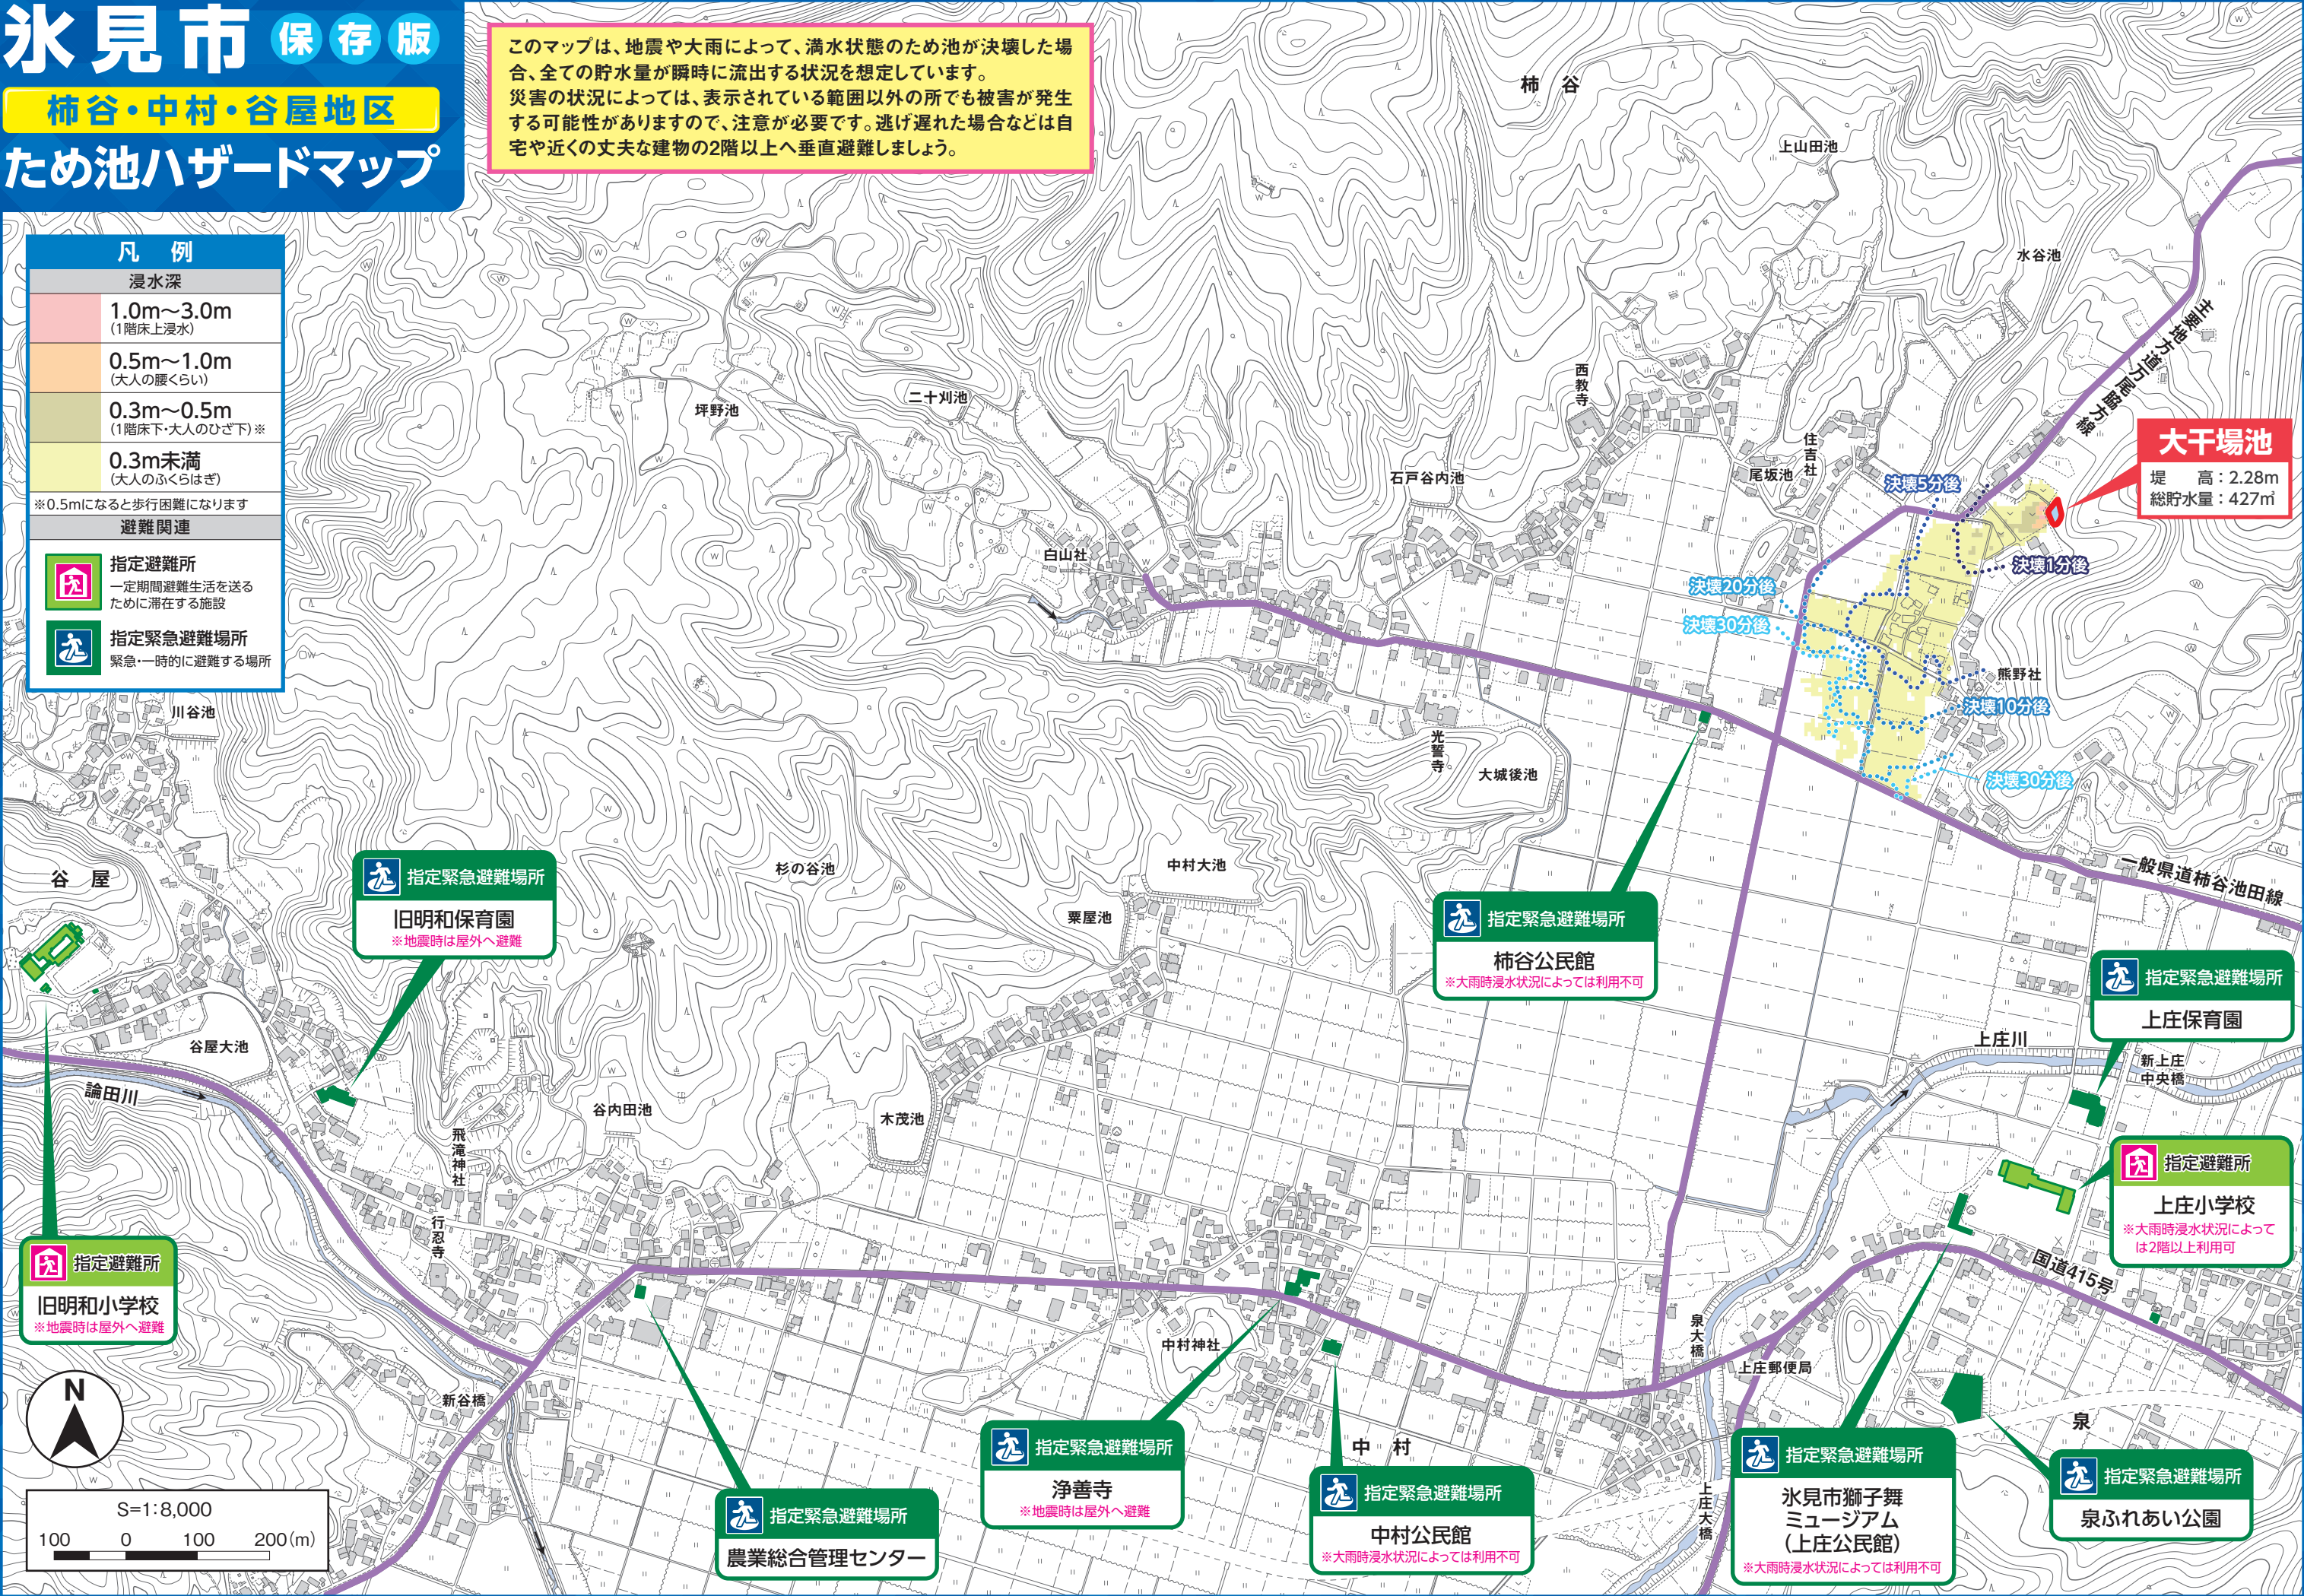 氷見市 保存版
柿谷・中村・谷屋地区
ため池ハザードマップ
このマップは、地震や大雨によって、満水状態のため池が決壊した場
合、全ての貯水量が瞬時に流出する状況を想定しています。
災害の状況によっては、表示されている範囲以外の所でも被害が発生
する可能性がありますので、注意が必要です。逃げ遅れた場合などは自
宅や近くの丈夫な建物の2階以上へ垂直避難しましょう。
凡 例
浸水深
1.0m〜3.0m
(1階床上浸水)
0.5m〜1.0m
(大人の腰くらい)
0.3m〜0.5m
(1階床下・大人のひざ下)※
0.3m未満
(大人のふくらはぎ)
※0.5mになると歩行困難になります
避難関連
指定避難所
一定期間避難生活を送る
ために滞在する施設
指定緊急避難場所
緊急・一時的に避難する場所
柿 谷
上山田池
水谷池
主要地方道万尾脇方線
大干場池
堤 高:2.28m
総貯水量:427㎥
坪野池
二十刈池
西教寺
石戸谷内池
尾坂池
住吉社
白山社
決壊5分後
決壊1分後
決壊20分後
決壊30分後
熊野社
決壊10分後
決壊30分後
川谷池
光誓寺
大城後池
一般県道柿谷池田線
谷 屋
杉の谷池
中村大池
粟屋池
指定緊急避難場所
旧明和保育園
※地震時は屋外へ避難
指定緊急避難場所
柿谷公民館
※大雨時浸水状況によっては利用不可
指定緊急避難場所
上庄保育園
上庄川
新上庄
中央橋
谷屋大池
論田川
谷内田池
木茂池
飛滝神社
行忍寺
指定避難所
上庄小学校
※大雨時浸水状況によって
は2階以上利用可
国道415号
指定避難所
旧明和小学校
※地震時は屋外へ避難
新谷橋
中村神社
泉大橋
上庄郵便局
泉
中 村
上庄大橋
指定緊急避難場所
農業総合管理センター
指定緊急避難場所
浄善寺
※地震時は屋外へ避難
指定緊急避難場所
中村公民館
※大雨時浸水状況によっては利用不可
指定緊急避難場所
氷見市獅子舞
ミュージアム
(上庄公民館)
※大雨時浸水状況によっては利用不可
指定緊急避難場所
泉ふれあい公園
N
S=1:8,000
100 0 100 200(m)